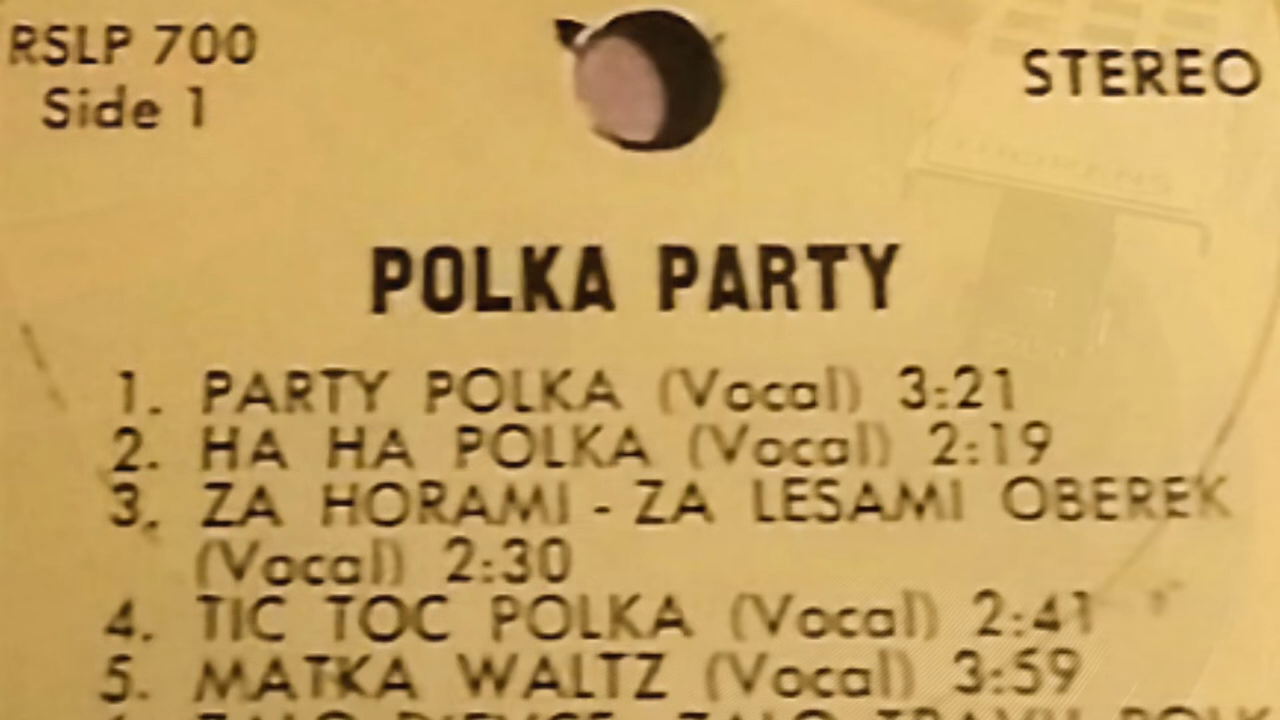 RSLP 700
Side 1
STEREO
POLKA PARTY
1. PARTY POLKA (Vocal) 3:21
2. HA HA POLKA (Vocal) 2:19
3. ZA HORAMI - ZA LESAMI OBEREK
(Vocal) 2:30
4. TIC TOC POLKA (Vocal) 2:41
5. MATKA WALTZ (Vocal) 3:59